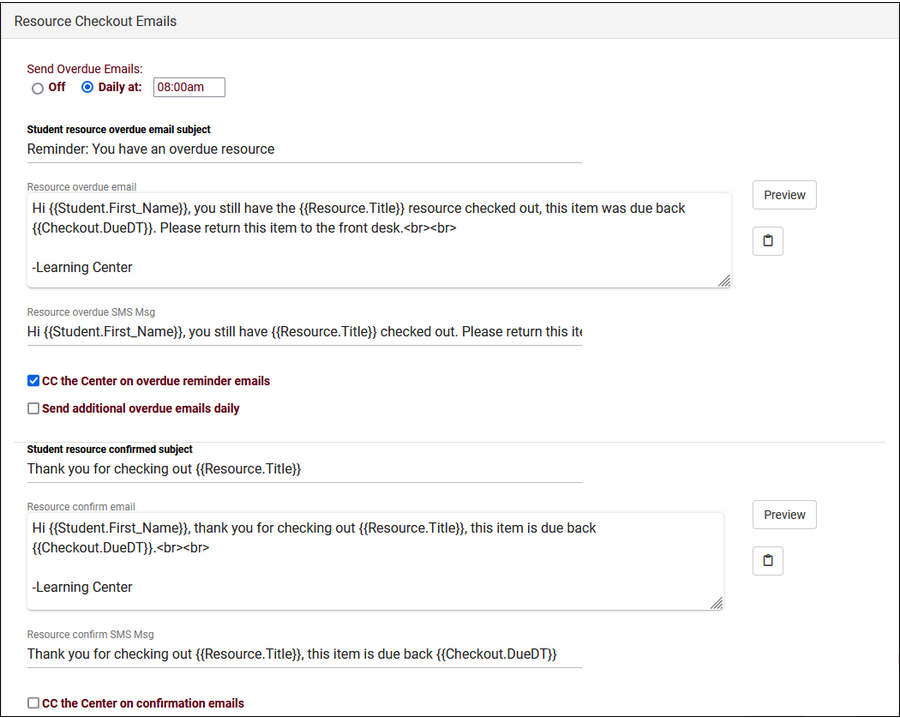 Resource Checkout Emails
Send Overdue Emails:
Off Daily at: 08:00am
Student resource overdue email subject
Reminder: You have an overdue resource
Resource overdue email
Hi {{Student.First_Name}}, you still have the {{Resource.Title}} resource checked out, this item was due back
{{Checkout.DueDT}}. Please return this item to the front desk.<br><br>
-Learning Center
Preview
Resource overdue SMS Msg
Hi {{Student.First_Name}}, you still have {{Resource.Title}} checked out. Please return this ite
CC the Center on overdue reminder emails
Send additional overdue emails daily
Student resource confirmed subject
Thank you for checking out {{Resource.Title}}
Resource confirm email
Hi {{Student.First_Name}}, thank you for checking out {{Resource.Title}}, this item is due back
{{Checkout.DueDT}}.<br><br>
-Learning Center
Preview
Resource confirm SMS Msg
Thank you for checking out {{Resource.Title}}, this item is due back {{Checkout.DueDT}}
CC the Center on confirmation emails